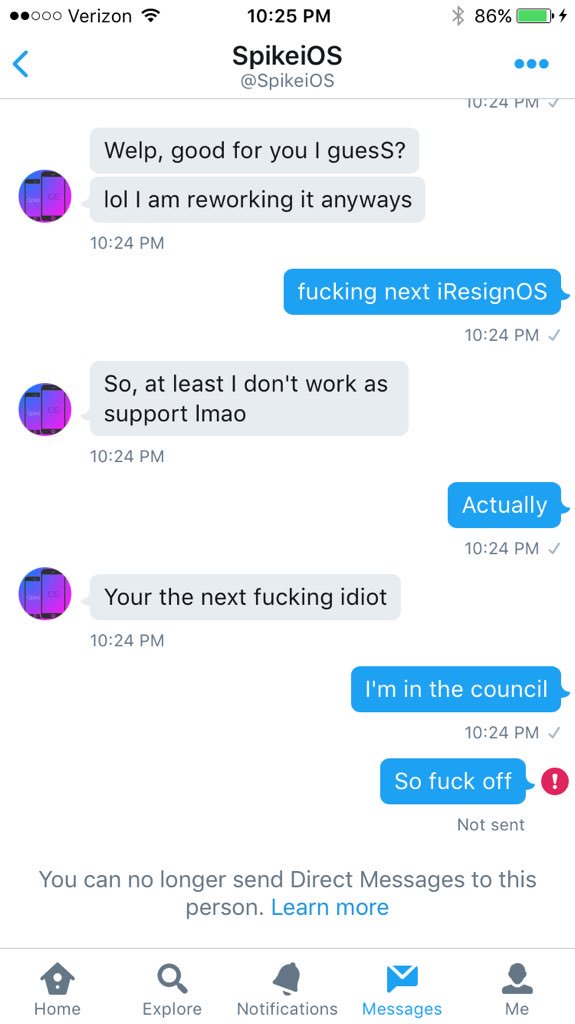 Verizon 10:25 PM 86%
SpikeiOS
@SpikeiOS
10:24 PM ✓
Welp, good for you I guesS?
lol I am reworking it anyways
10:24 PM
fucking next iResignOS
10:24 PM ✓
So, at least I don't work as
support lmao
10:24 PM
Actually
10:24 PM ✓
Your the next fucking idiot
10:24 PM
I'm in the council
10:24 PM ✓
So fuck off
Not sent
You can no longer send Direct Messages to this
person. Learn more
Home Explore Notifications Messages Me